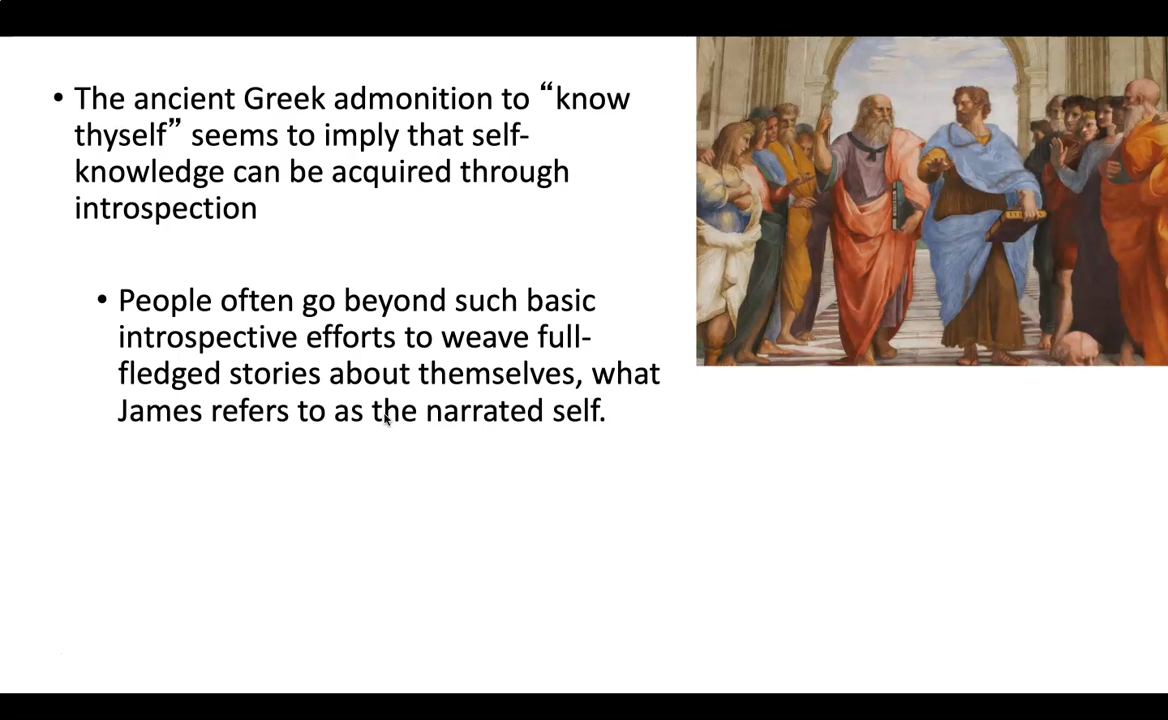 • The ancient Greek admonition to “know
thyself” seems to imply that self-
knowledge can be acquired through
introspection
• People often go beyond such basic
introspective efforts to weave full-
fledged stories about themselves, what
James refers to as the narrated self.